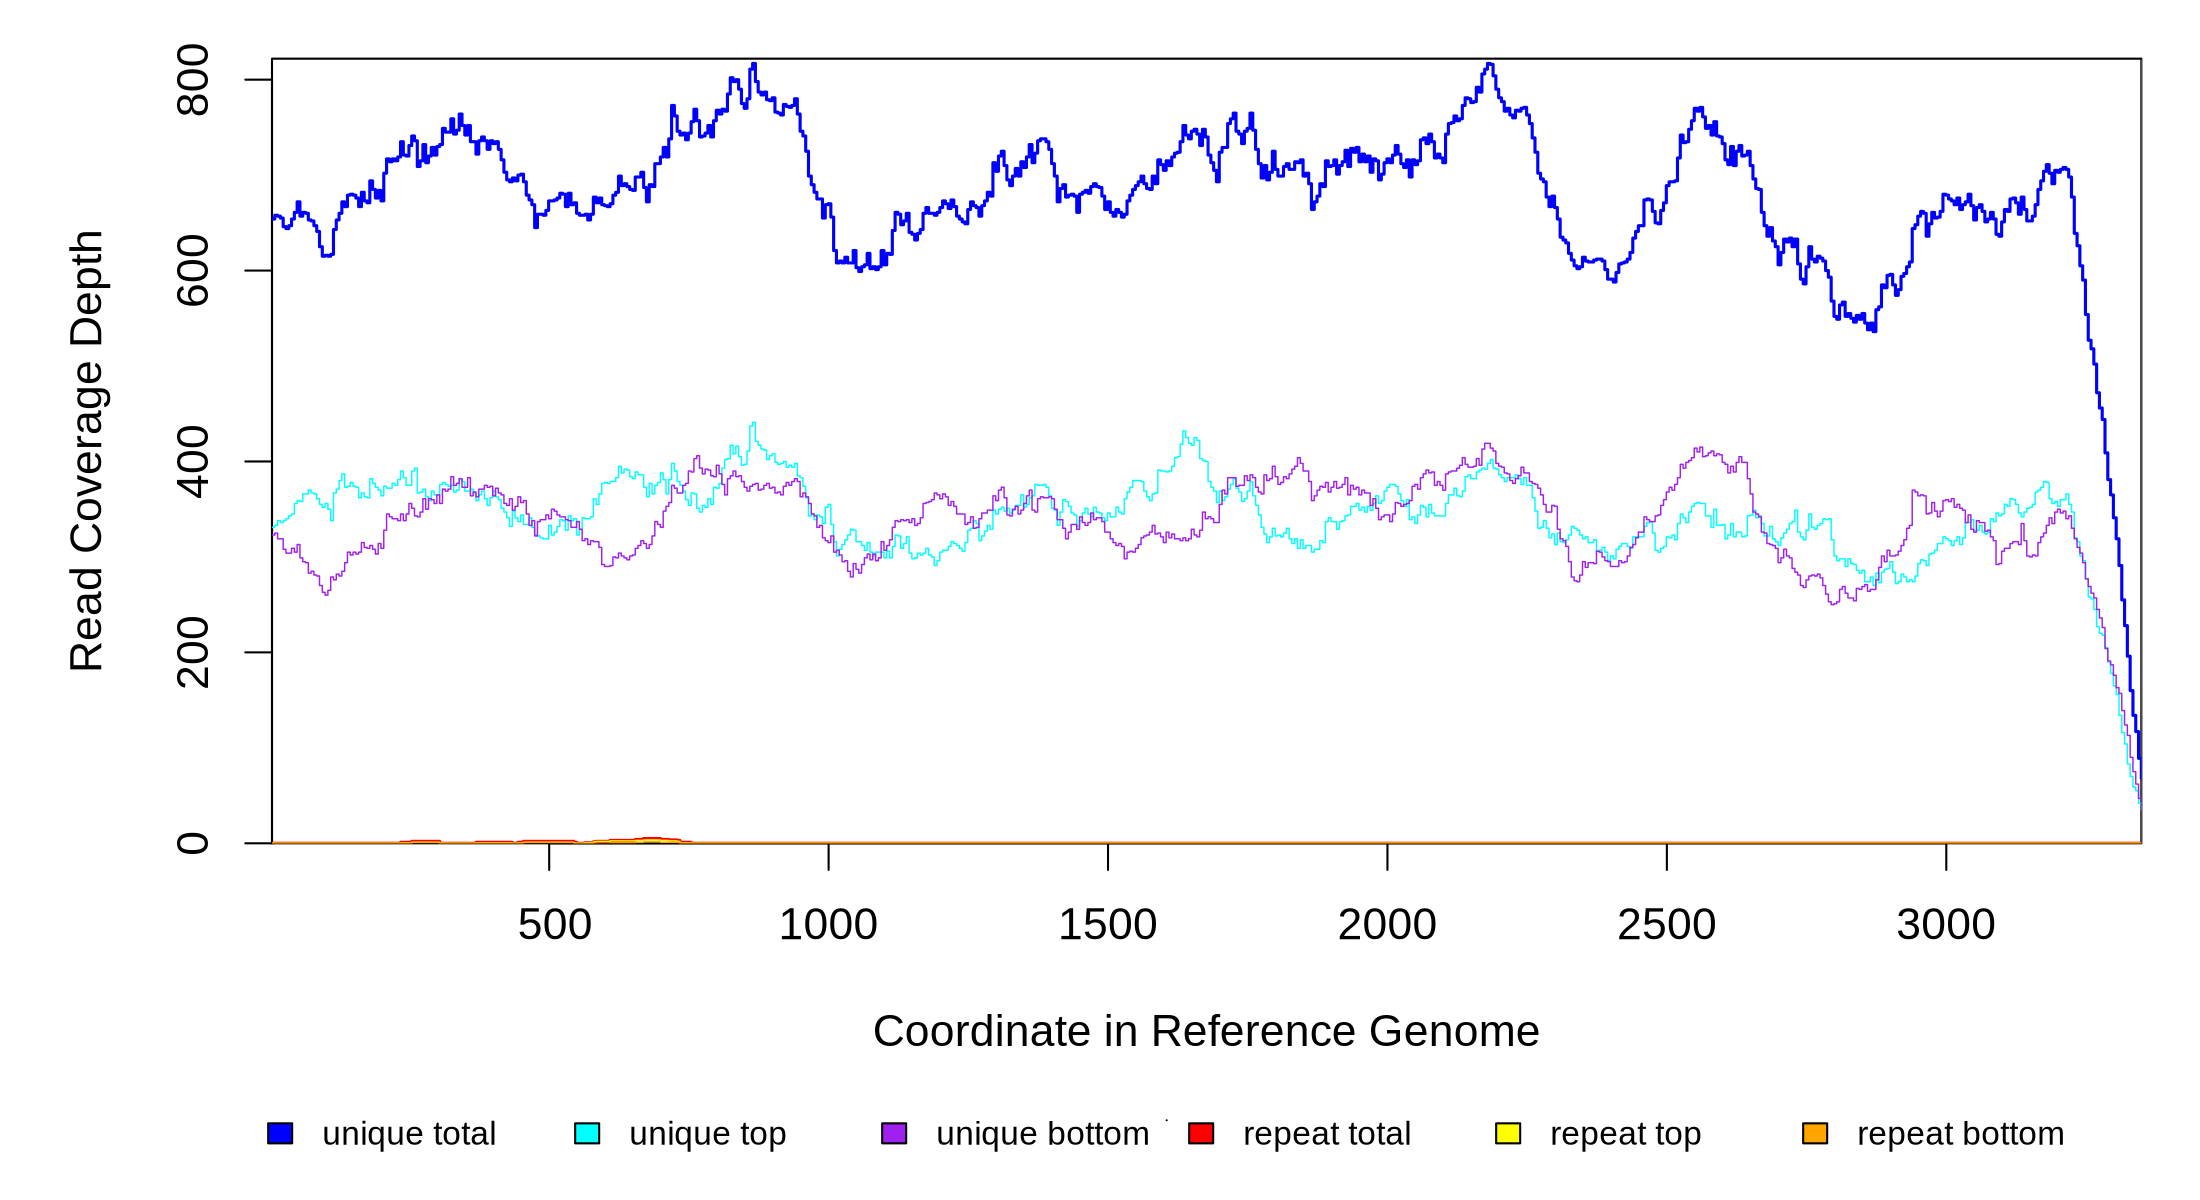 800
600
400
200
0
Read Coverage Depth
500 1000 1500 2000 2500 3000
Coordinate in Reference Genome
unique total unique top unique bottom repeat total repeat top repeat bottom